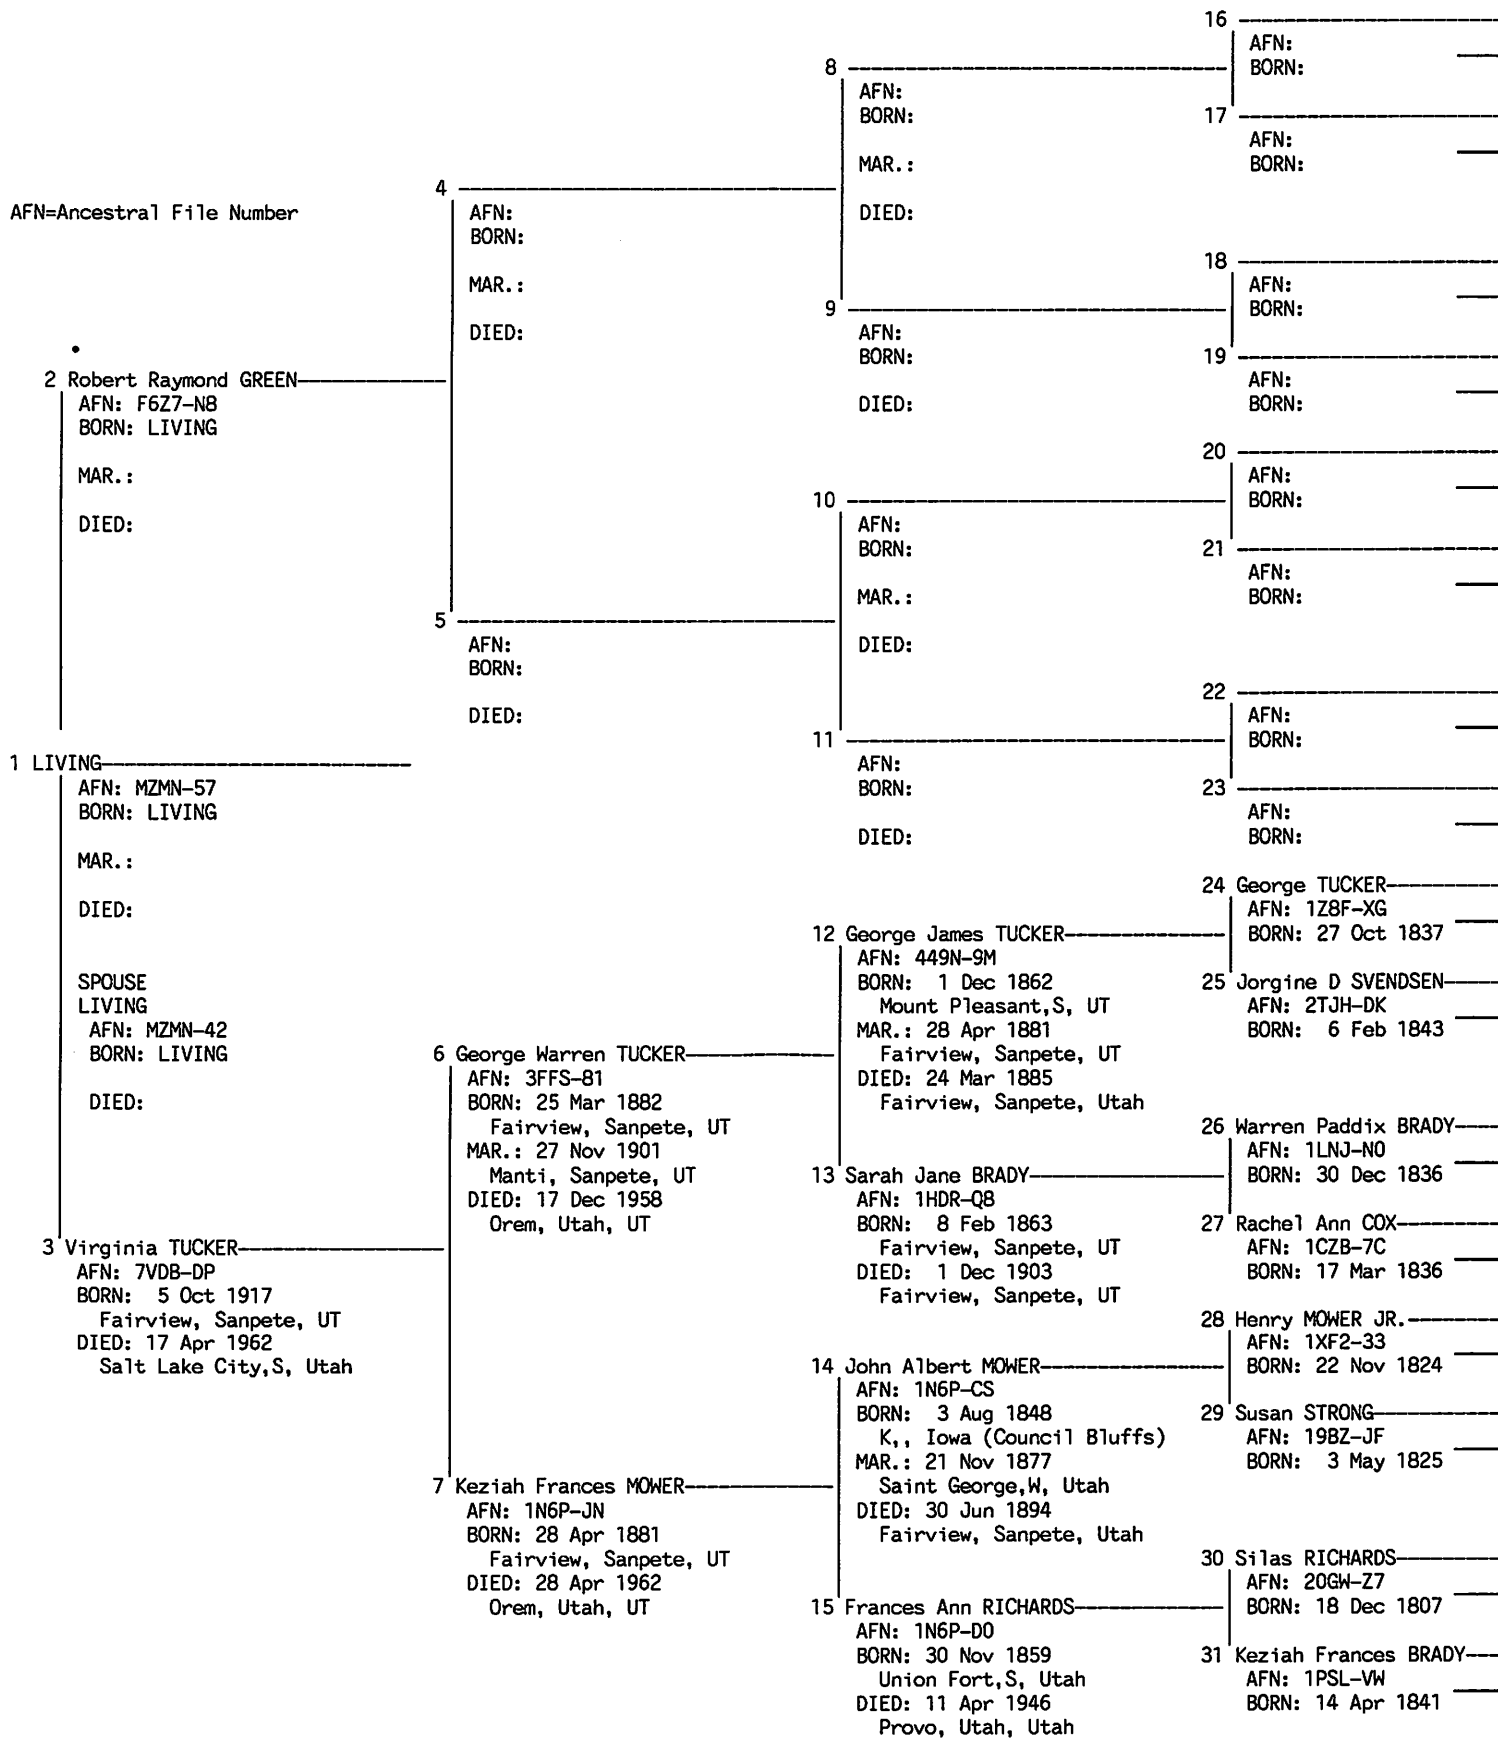 AFN=Ancestral File Number
1 LIVING
AFN: MZMN-57
BORN: LIVING
MAR.:
DIED:
SPOUSE
LIVING
AFN: MZMN-42
BORN: LIVING
DIED:
2 Robert Raymond GREEN
AFN: F6Z7-N8
BORN: LIVING
MAR.:
DIED:
3 Virginia TUCKER
AFN: 7VDB-DP
BORN: 5 Oct 1917
Fairview, Sanpete, UT
DIED: 17 Apr 1962
Salt Lake City,S, Utah
4
AFN:
BORN:
MAR.:
DIED:
5
AFN:
BORN:
DIED:
6 George Warren TUCKER
AFN: 3FFS-81
BORN: 25 Mar 1882
Fairview, Sanpete, UT
MAR.: 27 Nov 1901
Manti, Sanpete, UT
DIED: 17 Dec 1958
Orem, Utah, UT
7 Keziah Frances MOWER
AFN: 1N6P-JN
BORN: 28 Apr 1881
Fairview, Sanpete, UT
DIED: 28 Apr 1962
Orem, Utah, UT
8
AFN:
BORN:
MAR.:
DIED:
9
AFN:
BORN:
DIED:
10
AFN:
BORN:
MAR.:
DIED:
11
AFN:
BORN:
DIED:
12 George James TUCKER
AFN: 449N-9M
BORN: 1 Dec 1862
Mount Pleasant,S, UT
MAR.: 28 Apr 1881
Fairview, Sanpete, UT
DIED: 24 Mar 1885
Fairview, Sanpete, Utah
13 Sarah Jane BRADY
AFN: 1HDR-Q8
BORN: 8 Feb 1863
Fairview, Sanpete, UT
DIED: 1 Dec 1903
Fairview, Sanpete, UT
14 John Albert MOWER
AFN: 1N6P-CS
BORN: 3 Aug 1848
K,, Iowa (Council Bluffs)
MAR.: 21 Nov 1877
Saint George,W, Utah
DIED: 30 Jun 1894
Fairview, Sanpete, Utah
15 Frances Ann RICHARDS
AFN: 1N6P-D0
BORN: 30 Nov 1859
Union Fort,S, Utah
DIED: 11 Apr 1946
Provo, Utah, Utah
16
AFN:
BORN:
17
AFN:
BORN:
18
AFN:
BORN:
19
AFN:
BORN:
20
AFN:
BORN:
21
AFN:
BORN:
22
AFN:
BORN:
23
AFN:
BORN:
24 George TUCKER
AFN: 1Z8F-XG
BORN: 27 Oct 1837
25 Jorgine D SVENDSEN
AFN: 2TJH-DK
BORN: 6 Feb 1843
26 Warren Paddix BRADY
AFN: 1LNJ-N0
BORN: 30 Dec 1836
27 Rachel Ann COX
AFN: 1CZB-7C
BORN: 17 Mar 1836
28 Henry MOWER JR.
AFN: 1XF2-33
BORN: 22 Nov 1824
29 Susan STRONG
AFN: 19BZ-JF
BORN: 3 May 1825
30 Silas RICHARDS
AFN: 20GW-Z7
BORN: 18 Dec 1807
31 Keziah Frances BRADY
AFN: 1PSL-VW
BORN: 14 Apr 1841